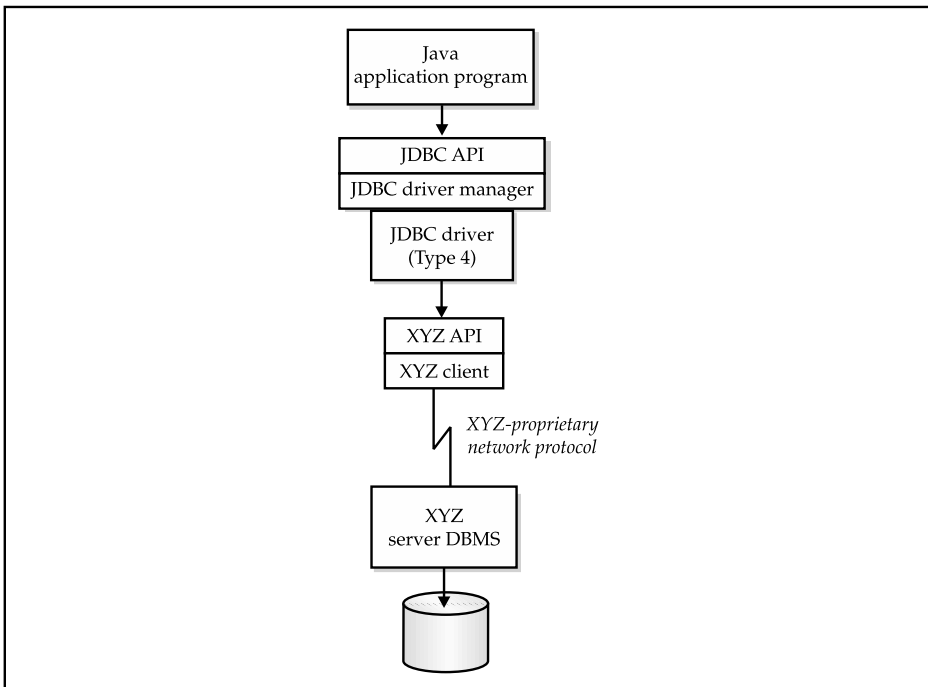 Java
application program
JDBC API
JDBC driver manager
JDBC driver
(Type 4)
XYZ API
XYZ client
XYZ-proprietary
network protocol
XYZ
server DBMS